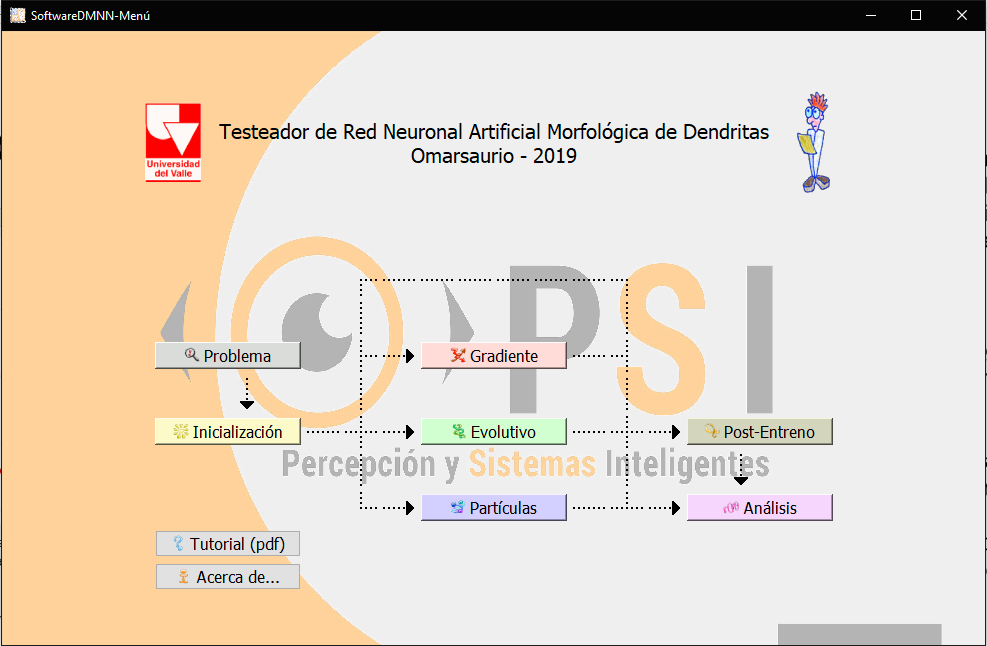 SoftwareDMNN-Menú
Testeador de Red Neuronal Artificial Morfológica de Dendritas
Omarsaurio - 2019
Universidad
del Valle
PSI
Problema
Gradiente
Inicialización
Evolutivo
Post-Entreno
Percepción y Sistemas Inteligentes
Partículas
Análisis
Tutorial (pdf)
Acerca de...